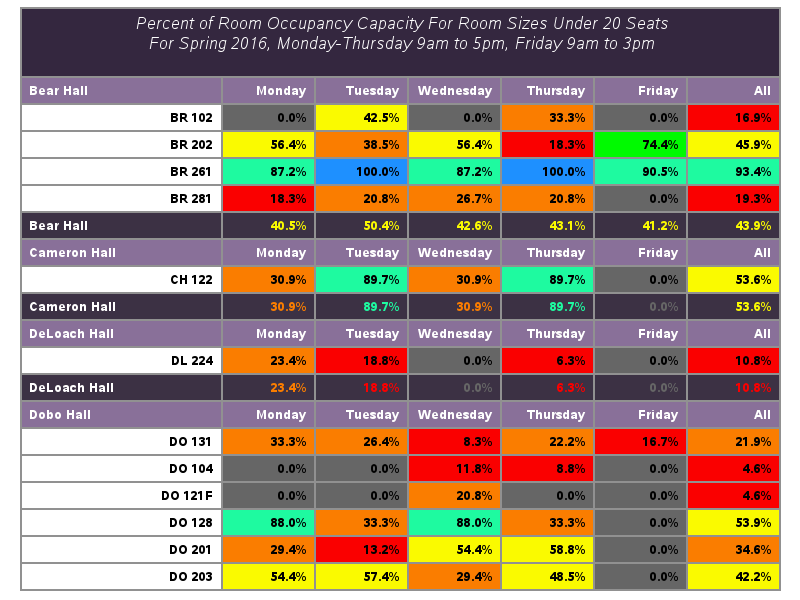 Percent of Room Occupancy Capacity For Room Sizes Under 20 Seats
For Spring 2016, Monday-Thursday 9am to 5pm, Friday 9am to 3pm
Bear Hall Monday Tuesday Wednesday Thursday Friday All
BR 102 0.0% 42.5% 0.0% 33.3% 0.0% 16.9%
BR 202 56.4% 38.5% 56.4% 18.3% 74.4% 45.9%
BR 261 87.2% 100.0% 87.2% 100.0% 90.5% 93.4%
BR 281 18.3% 20.8% 26.7% 20.8% 0.0% 19.3%
Bear Hall 40.5% 50.4% 42.6% 43.1% 41.2% 43.9%
Cameron Hall Monday Tuesday Wednesday Thursday Friday All
CH 122 30.9% 89.7% 30.9% 89.7% 0.0% 53.6%
Cameron Hall 30.9% 89.7% 30.9% 89.7% 0.0% 53.6%
DeLoach Hall Monday Tuesday Wednesday Thursday Friday All
DL 224 23.4% 18.8% 0.0% 6.3% 0.0% 10.8%
DeLoach Hall 23.4% 18.8% 0.0% 6.3% 0.0% 10.8%
Dobo Hall Monday Tuesday Wednesday Thursday Friday All
DO 131 33.3% 26.4% 8.3% 22.2% 16.7% 21.9%
DO 104 0.0% 0.0% 11.8% 8.8% 0.0% 4.6%
DO 121F 0.0% 0.0% 20.8% 0.0% 0.0% 4.6%
DO 128 88.0% 33.3% 88.0% 33.3% 0.0% 53.9%
DO 201 29.4% 13.2% 54.4% 58.8% 0.0% 34.6%
DO 203 54.4% 57.4% 29.4% 48.5% 0.0% 42.2%